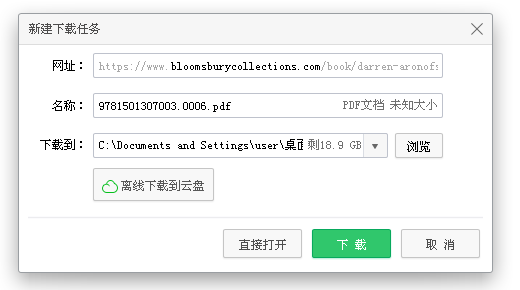 新建下载任务
网址： https://www.bloomsburycollections.com/book/darren-aronofs
名称： 9781501307003.0006.pdf PDF文档 未知大小
下载到： C:\Documents and Settings\user\桌面 剩18.9 GB 浏览
离线下载到云盘
直接打开 下载 取消